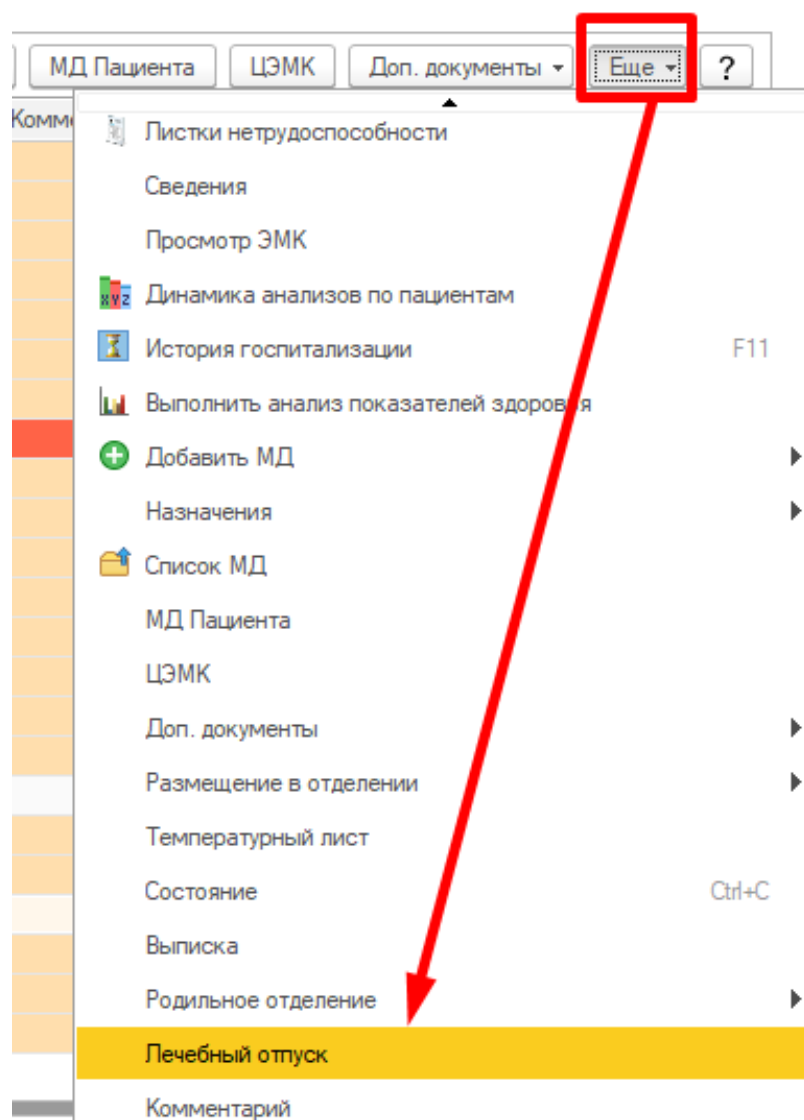 МД Пациента ЦЭМК Доп. документы Еще ?
Листки нетрудоспособности
Сведения
Просмотр ЭМК
XYZ Динамика анализов по пациентам
История госпитализации F11
Выполнить анализ показателей здоровья
Добавить МД
Назначения
Список МД
МД Пациента
ЦЭМК
Доп. документы
Размещение в отделении
Температурный лист
Состояние Ctrl+C
Выписка
Родильное отделение
Лечебный отпуск
Комментарий